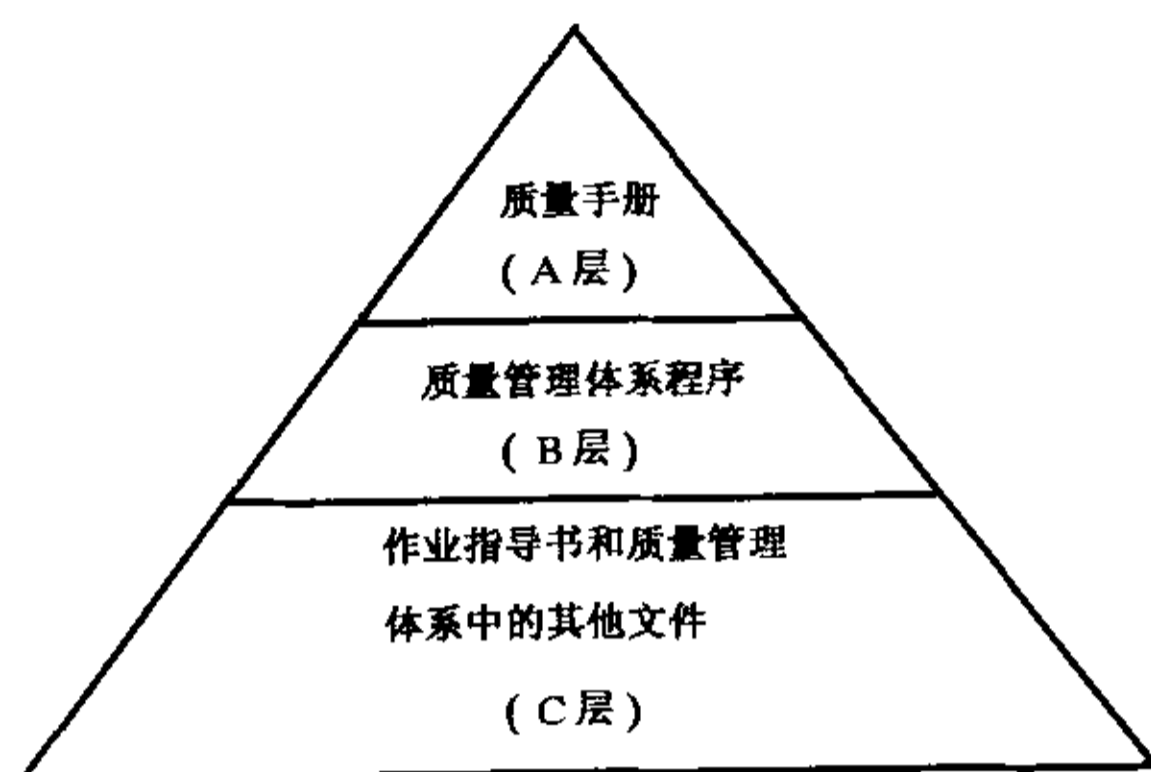 质量手册
(A层)
质量管理体系程序
(B层)
作业指导书和质量管理
体系中的其他文件
(C层)